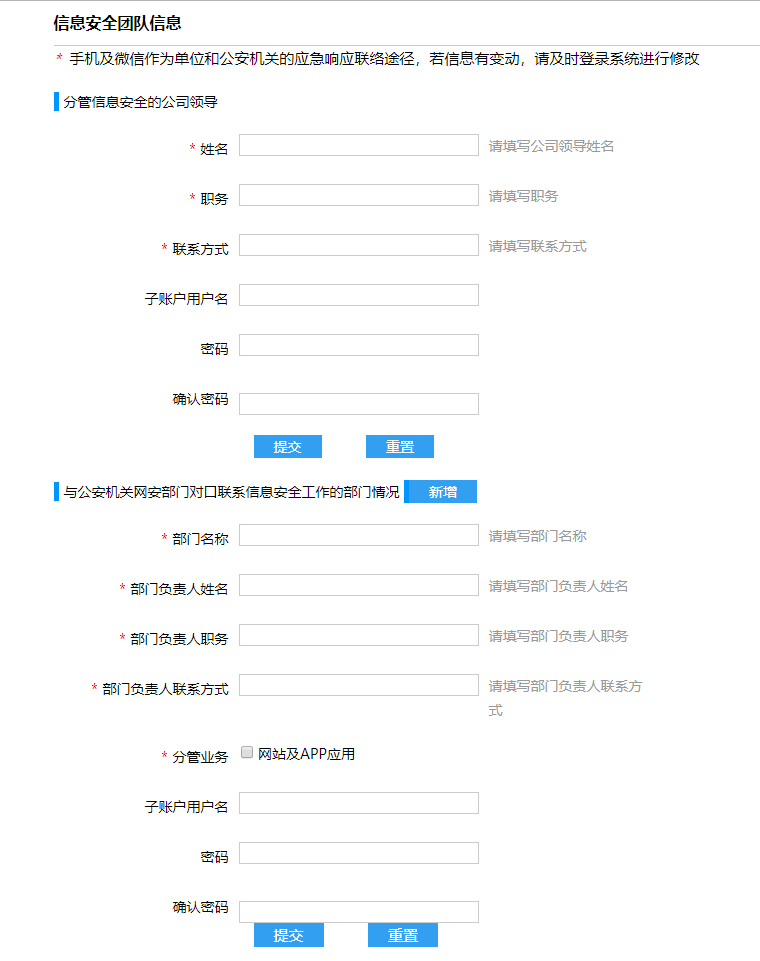 信息安全团队信息
* 手机及微信作为单位和公安机关的应急响应联络途径，若信息有变动，请及时登录系统进行修改
分管信息安全的公司领导
* 姓名 请填写公司领导姓名
* 职务 请填写职务
* 联系方式 请填写联系方式
子账户用户名
密码
确认密码
提交 重置
与公安机关网安部门对口联系信息安全工作的部门情况 新增
* 部门名称 请填写部门名称
* 部门负责人姓名 请填写部门负责人姓名
* 部门负责人职务 请填写部门负责人职务
* 部门负责人联系方式 请填写部门负责人联系方
式
* 分管业务 网站及APP应用
子账户用户名
密码
确认密码
提交 重置